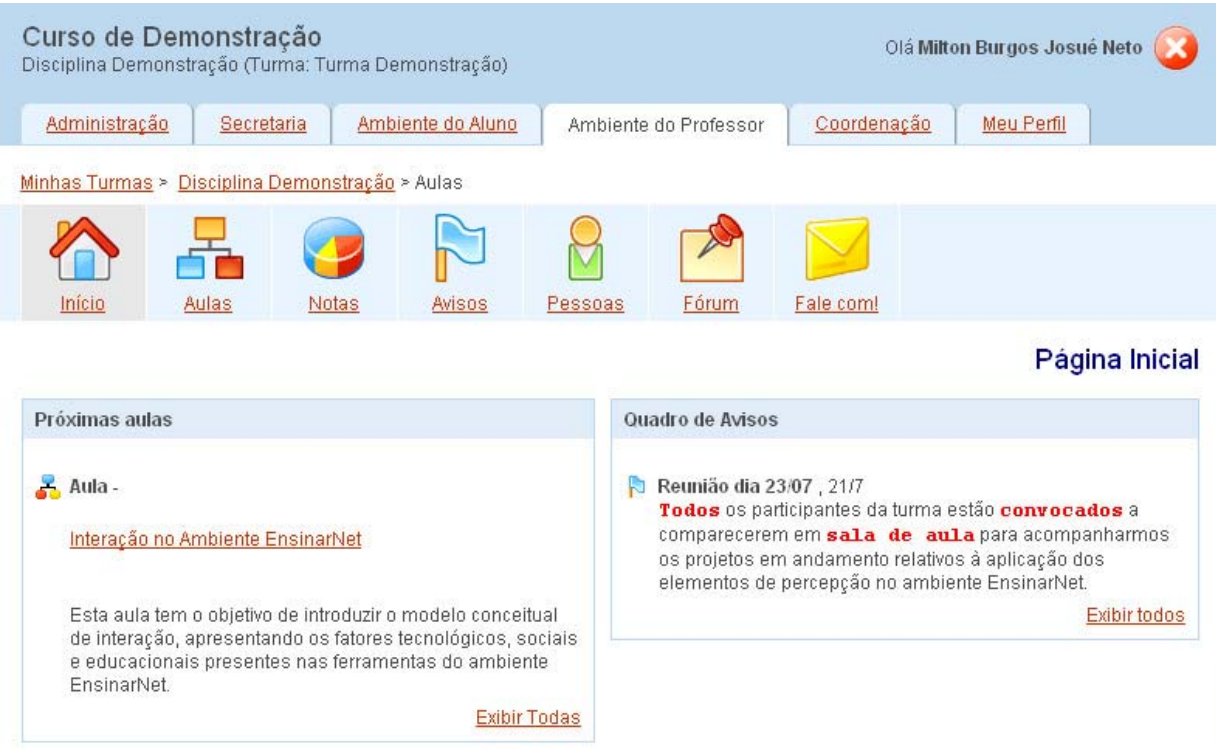 Curso de Demonstração
Disciplina Demonstração (Turma: Turma Demonstração)
Olá Milton Burgos Josué Neto
Administração Secretaria Ambiente do Aluno Ambiente do Professor Coordenação Meu Perfil
Minhas Turmas > Disciplina Demonstração > Aulas
Início Aulas Notas Avisos Pessoas Fórum Fale com!
Página Inicial
Próximas aulas
Aula -
Interação no Ambiente EnsinarNet
Esta aula tem o objetivo de introduzir o modelo conceitual
de interação, apresentando os fatores tecnológicos, sociais
e educacionais presentes nas ferramentas do ambiente
EnsinarNet.
Exibir Todas
Quadro de Avisos
Reunião dia 23/07 , 21/7
Todos os participantes da turma estão convocados a
comparecerem em sala de aula para acompanharmos
os projetos em andamento relativos à aplicação dos
elementos de percepção no ambiente EnsinarNet.
Exibir todos